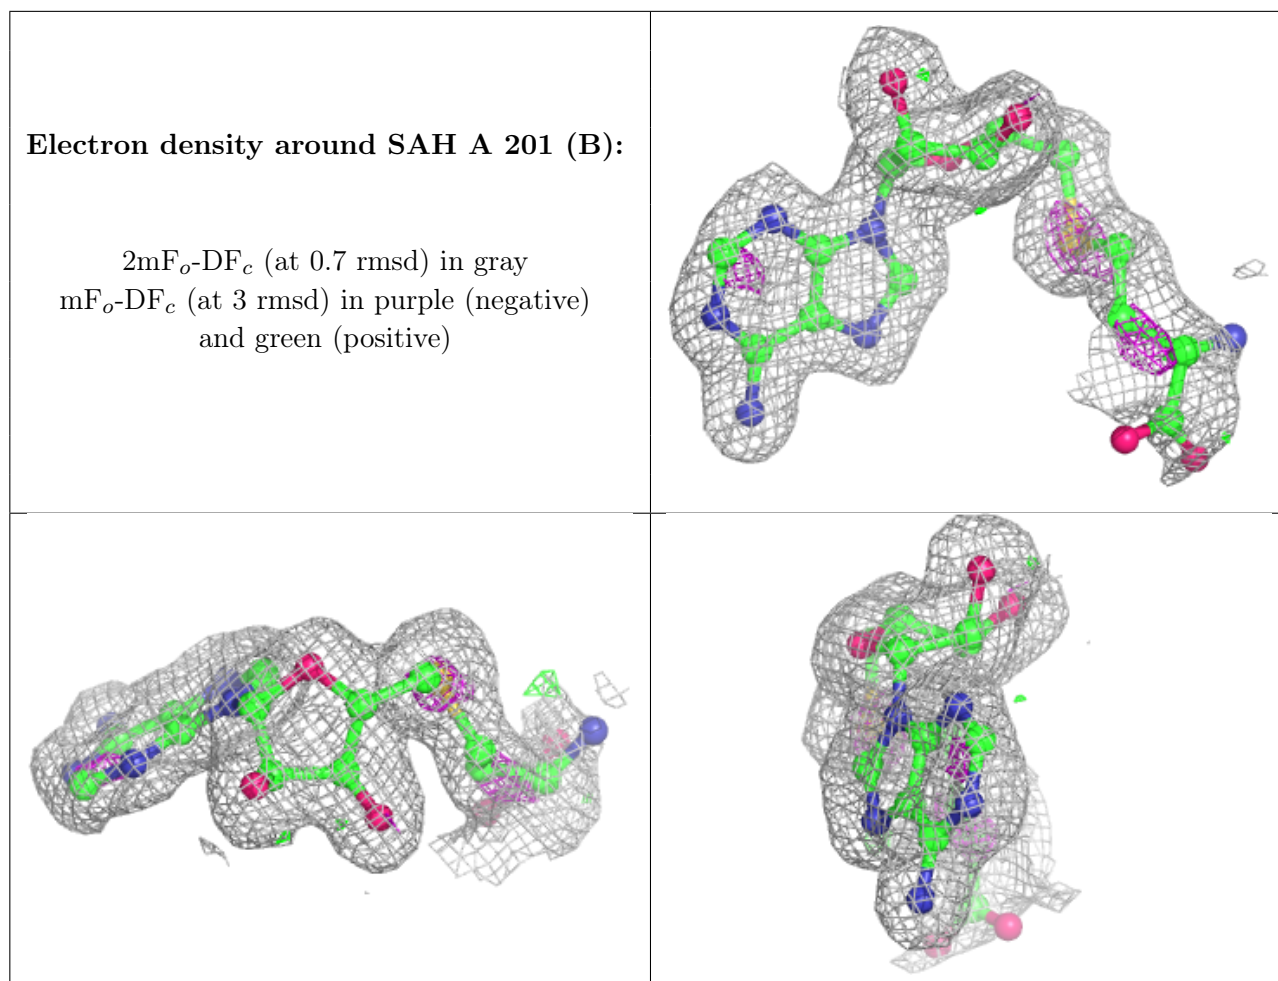 Electron density around SAH A 201 (B):
2mFo-DFc (at 0.7 rmsd) in gray
mFo-DFc (at 3 rmsd) in purple (negative)
and green (positive)